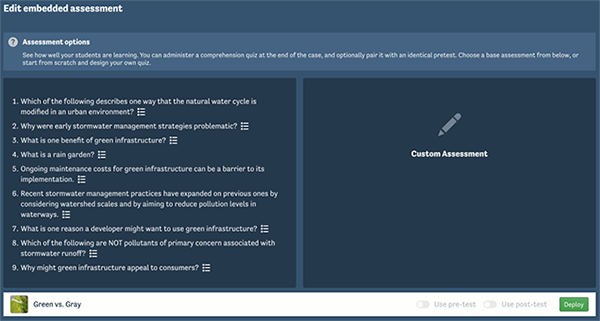 Edit embedded assessment
? Assessment options
See how well your students are learning. You can administer a comprehension quiz at the end of the case, and optionally pair it with an identical pretest. Choose a base assessment from below, or
start from scratch and design your own quiz.
1. Which of the following describes one way that the natural water cycle is
modified in an urban environment?
2. Why were early stormwater management strategies problematic?
3. What is one benefit of green infrastructure?
4. What is a rain garden?
5. Ongoing maintenance costs for green infrastructure can be a barrier to its
implementation.
6. Recent stormwater management practices have expanded on previous ones by
considering watershed scales and by aiming to reduce pollution levels in
waterways.
7. What is one reason a developer might want to use green infrastructure?
8. Which of the following are NOT pollutants of primary concern associated with
stormwater runoff?
9. Why might green infrastructure appeal to consumers?
Custom Assessment
Green vs. Gray
Use pre-test
Use post-test
Deploy